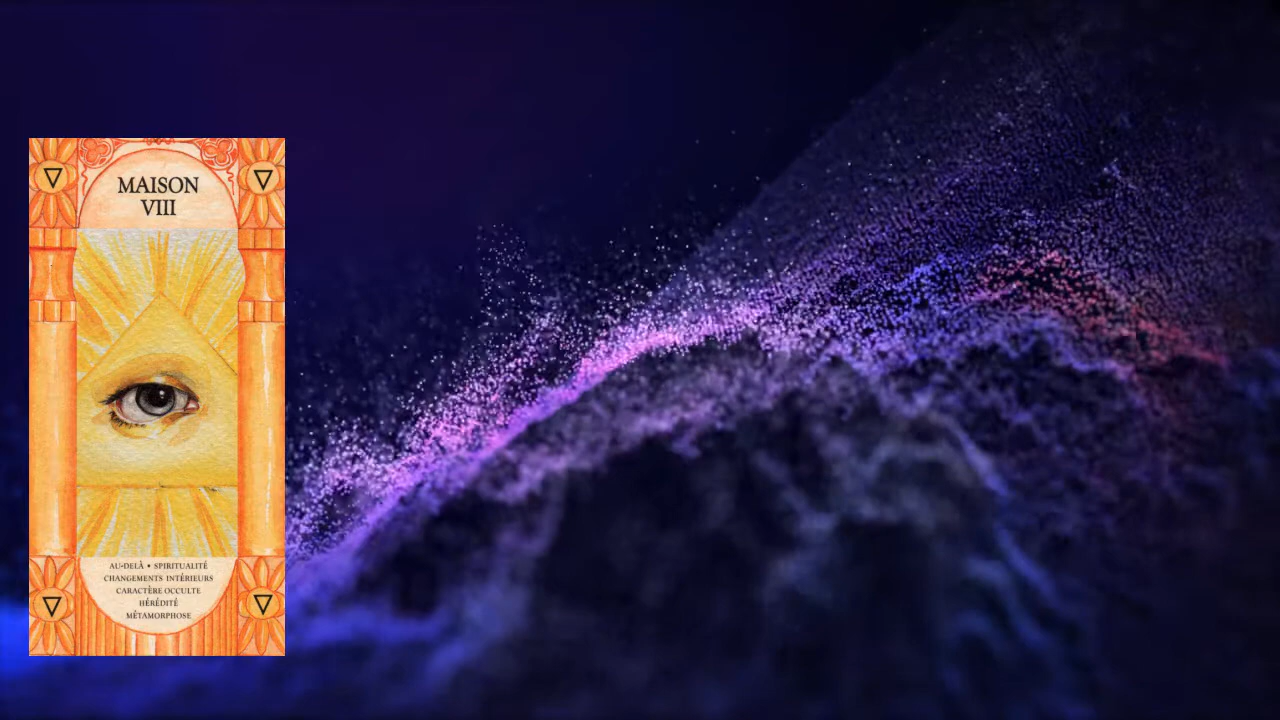 MAISON
VIII
AU-DELÀ • SPIRITUALITÉ
CHANGEMENTS INTÉRIEURS
CARACTÈRE OCCULTE
HÉRÉDITÉ
MÉTAMORPHOSE